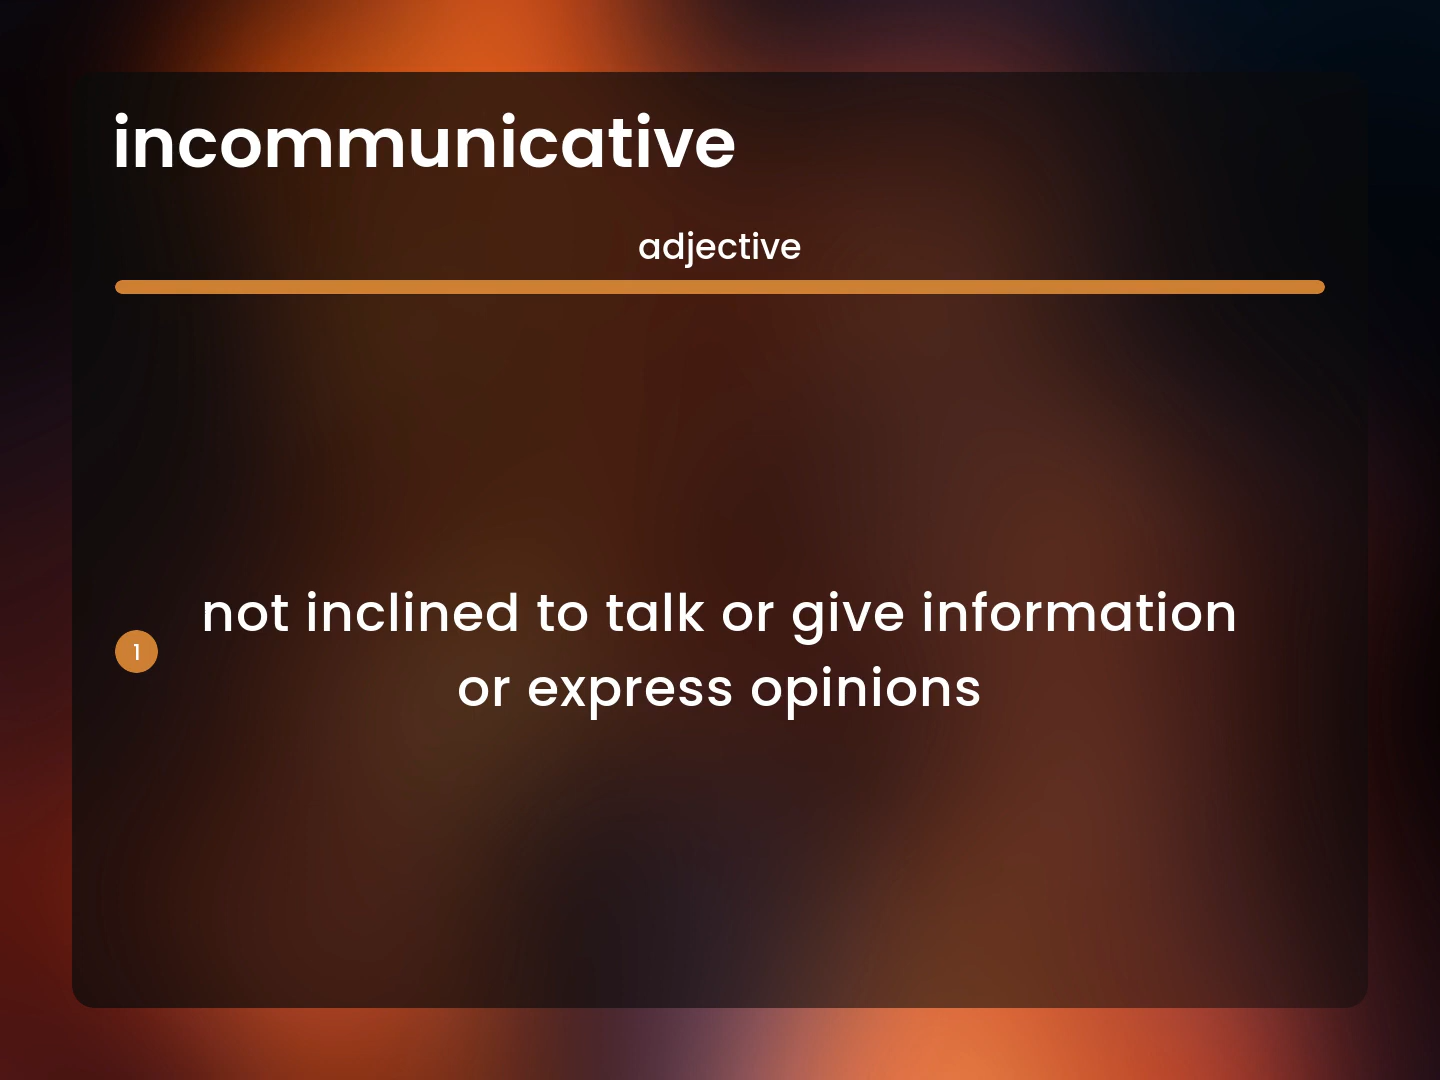 incommunicative
adjective
1
not inclined to talk or give information
or express opinions